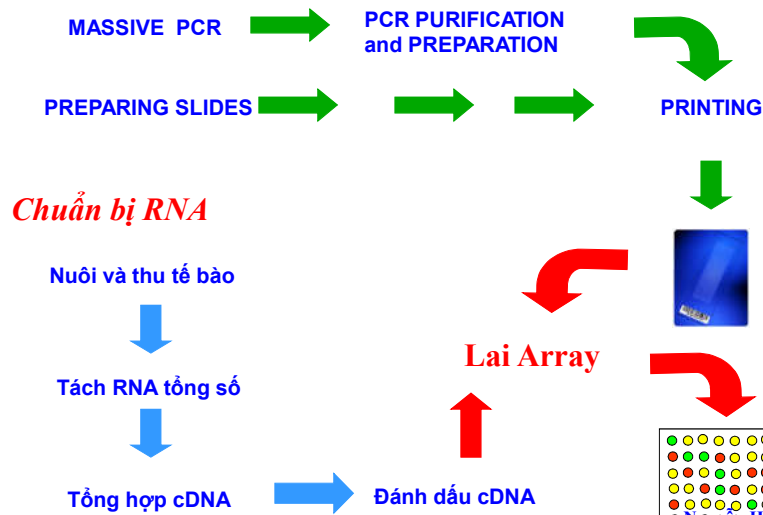 MASSIVE PCR
PCR PURIFICATION
and PREPARATION
PREPARING SLIDES
PRINTING
Chuẩn bị RNA
Nuôi và thu tế bào
Lai Array
Tách RNA tổng số
Tổng hợp cDNA
Đánh dấu cDNA